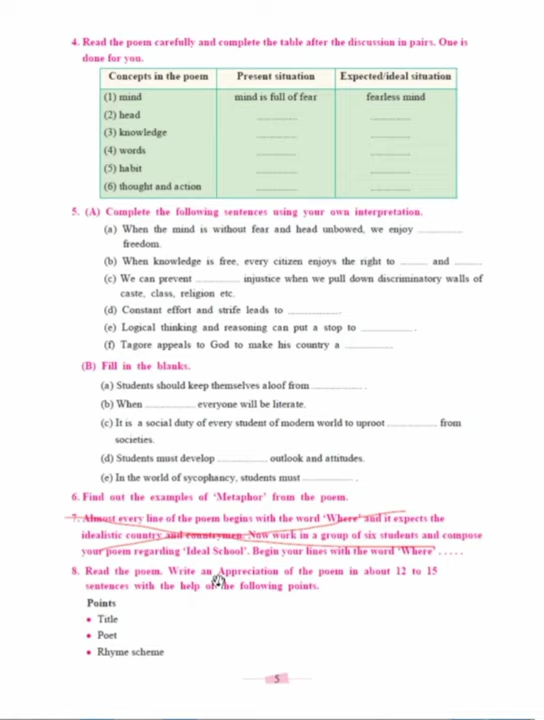 4. Read the poem carefully and complete the table after the discussion in pairs. One is
done for you.
Concepts in the poem Present situation Expected/ideal situation
(1) mind mind is full of fear fearless mind
(2) head ............... ...............
(3) knowledge ............... ...............
(4) words ............... ...............
(5) habit ............... ...............
(6) thought and action ............... ...............
5. (A) Complete the following sentences using your own interpretation.
(a) When the mind is without fear and head unbowed, we enjoy ...............
freedom.
(b) When knowledge is free, every citizen enjoys the right to ......... and .........
(c) We can prevent ............... injustice when we pull down discriminatory walls of
caste, class, religion etc.
(d) Constant effort and strife leads to ................
(e) Logical thinking and reasoning can put a stop to ............... .
(f) Tagore appeals to God to make his country a ...............
(B) Fill in the blanks.
(a) Students should keep themselves aloof from ............... .
(b) When ............... everyone will be literate.
(c) It is a social duty of every student of modern world to uproot ............... from
societies.
(d) Students must develop ............... outlook and attitudes.
(e) In the world of sycophancy, students must ............... .
6. Find out the examples of ‘Metaphor’ from the poem.
7. Almost every line of the poem begins with the word ‘Where’ and it expects the
idealistic country and countrymen. Now work in a group of six students and compose
your poem regarding ‘Ideal School’. Begin your lines with the word ‘Where’ . . . . .
8. Read the poem. Write an Appreciation of the poem in about 12 to 15
sentences with the help of the following points.
Points
• Title
• Poet
• Rhyme scheme
5